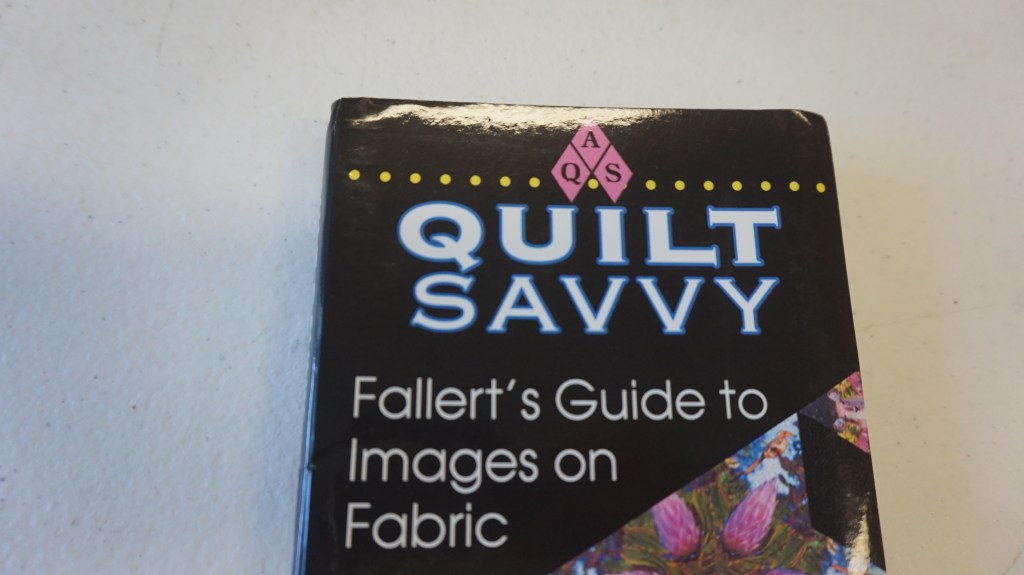 A
Q S
QUILT
SAVVY
Fallert's Guide to
Images on
Fabric